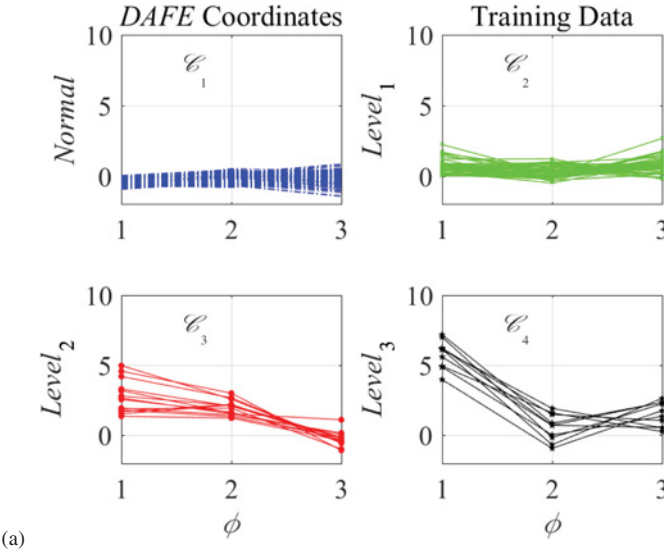 DAFE Coordinates Training Data
10 5 0 Normal 𝒞1 1 2 3
10 5 0 Level1 𝒞2 1 2 3
10 5 0 Level2 𝒞3 1 2 3 ϕ
10 5 0 Level3 𝒞4 1 2 3 ϕ
(a)